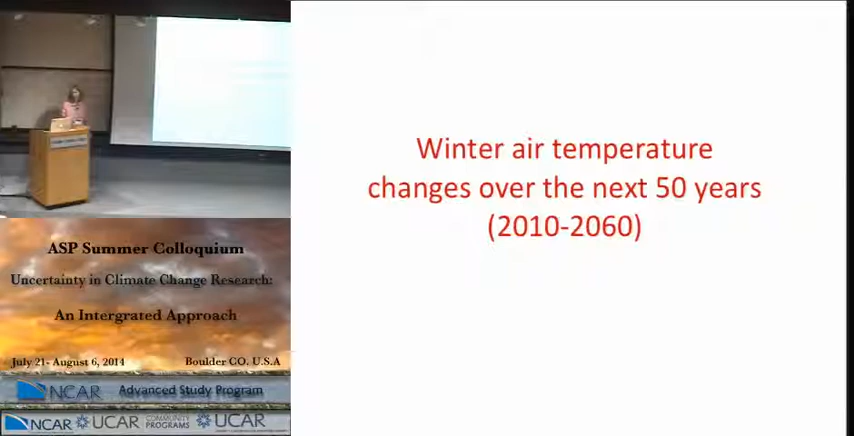 Winter air temperature
changes over the next 50 years
(2010-2060)
ASP Summer Colloquium
Uncertainty in Climate Change Research:
An Intergrated Approach
July 21- August 6, 2014 Boulder CO. U.S.A
NCAR Advanced Study Program
NCAR UCAR COMMUNITY PROGRAMS UCAR